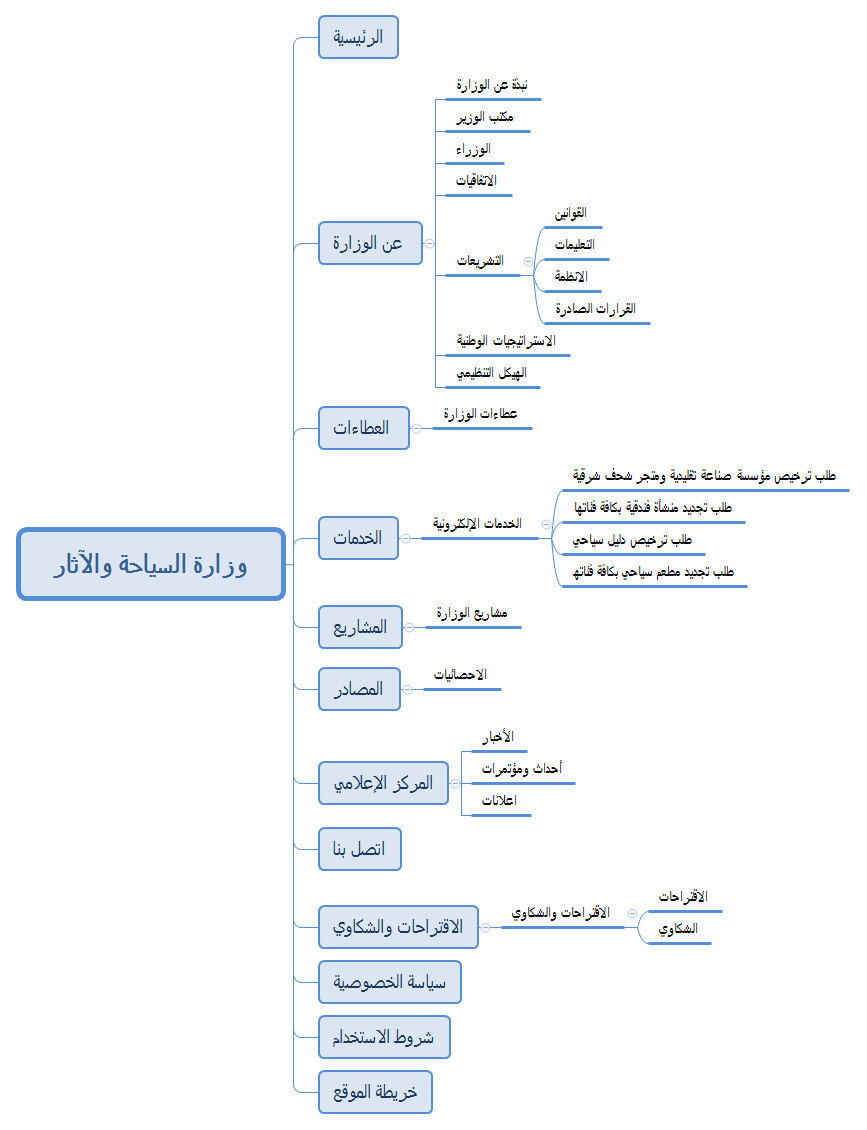 وزارة السياحة والآثار
الرئيسية
عن الوزارة
نبذة عن الوزارة
مكتب الوزير
الوزراء
الاتفاقيات
التشريعات
القوانين
التعليمات
الانظمة
القرارات الصادرة
الاستراتيجيات الوطنية
الهيكل التنظيمي
العطاءات
عطاءات الوزارة
الخدمات
الخدمات الإلكترونية
طلب ترخيص مؤسسة صناعة تقليدية ومتجر شحف شرقية
طلب تجديد منشأة فندقية بكافة فئاتها
طلب ترخيص دليل سياحي
طلب تجديد مطعم سياحي بكافة فئاتها
المشاريع
مشاريع الوزارة
المصادر
الاحصائيات
المركز الإعلامي
الأخبار
أحداث ومؤتمرات
اعلانات
اتصل بنا
الاقتراحات والشكاوي
الاقتراحات والشكاوي
الاقتراحات
الشكاوي
سياسة الخصوصية
شروط الاستخدام
خريطة الموقع